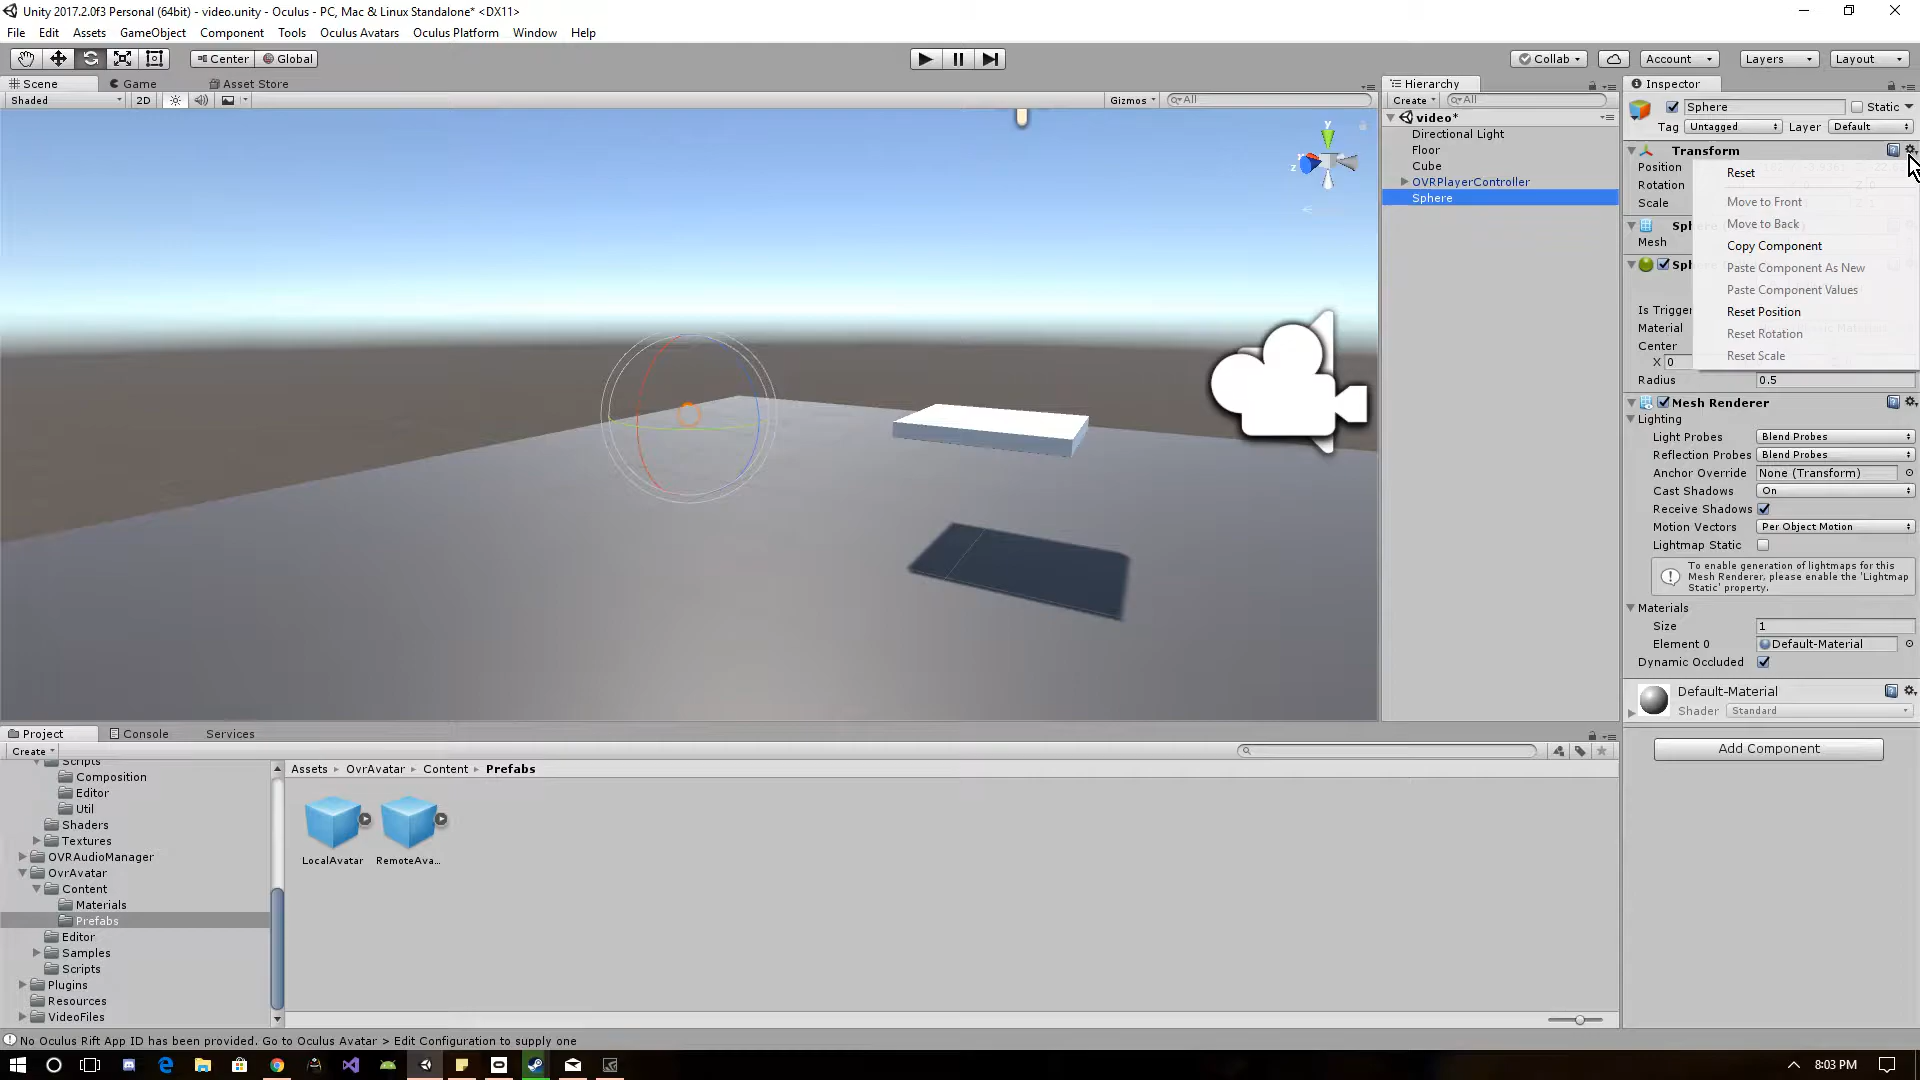 Unity 2017.2.0f3 Personal (64bit) - video.unity - Oculus - PC, Mac & Linux Standalone* <DX11>
File Edit Assets GameObject Component Tools Oculus Avatars Oculus Platform Window Help
Center Global
Collab Account Layers Layout
Scene Game Asset Store
Shaded 2D Gizmos All
y
z
Hierarchy
Create All
video*
Directional Light
Floor
Cube
OVRPlayerController
Sphere
Inspector
Sphere Static
Tag Untagged Layer Default
Transform
Position
Rotation
Scale
Reset
Move to Front
Move to Back
Copy Component
Paste Component As New
Paste Component Values
Reset Position
Reset Rotation
Reset Scale
Mesh
Is Trigger
Material
Center
X 0
Radius 0.5
Mesh Renderer
Lighting
Light Probes Blend Probes
Reflection Probes Blend Probes
Anchor Override None (Transform)
Cast Shadows On
Receive Shadows
Motion Vectors Per Object Motion
Lightmap Static
To enable generation of lightmaps for this
Mesh Renderer, please enable the 'Lightmap
Static' property.
Materials
Size 1
Element 0 Default-Material
Dynamic Occluded
Default-Material
Shader Standard
Add Component
Project Console Services
Create
Scripts
Composition
Editor
Util
Shaders
Textures
OVRAudioManager
OvrAvatar
Content
Materials
Prefabs
Editor
Samples
Scripts
Plugins
Resources
VideoFiles
Assets Ovravatar Content Prefabs
LocalAvatar RemoteAva...
No Oculus Rift App ID has been provided. Go to Oculus Avatar > Edit Configuration to supply one
8:03 PM